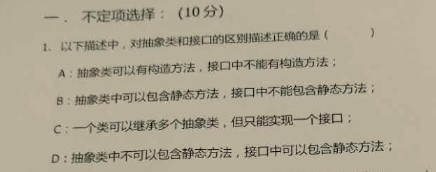 一． 不定项选择：（10分）
1. 以下描述中，对抽象类和接口的区别描述正确的是（ ）
A：抽象类可以有构造方法，接口中不能有构造方法；
B：抽象类中可以包含静态方法，接口中不能包含静态方法；
C：一个类可以继承多个抽象类，但只能实现一个接口；
D：抽象类中不可以包含静态方法，接口中可以包含静态方法；